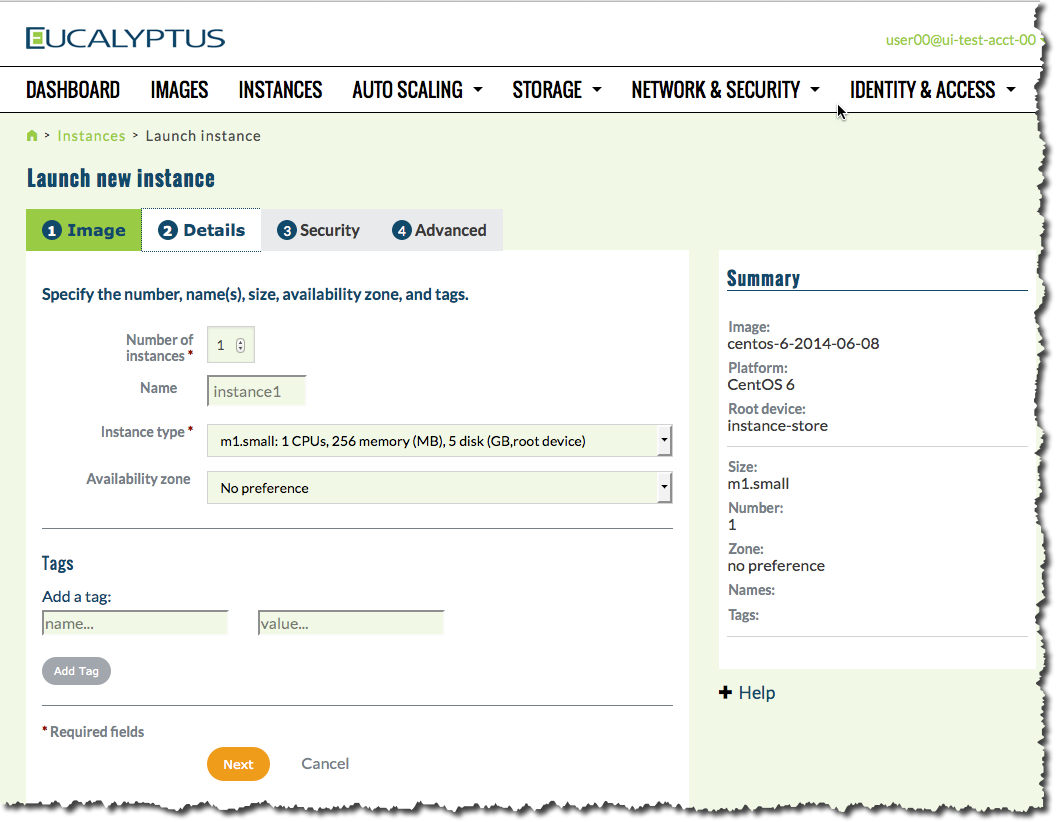 EUCALYPTUS
user00@ui-test-acct-00
DASHBOARD IMAGES INSTANCES AUTO SCALING STORAGE NETWORK & SECURITY IDENTITY & ACCESS
> Instances > Launch instance
Launch new instance
1 Image 2 Details 3 Security 4 Advanced
Specify the number, name(s), size, availability zone, and tags.
Number of
instances *
1
Name
instance1
Instance type *
m1.small: 1 CPUs, 256 memory (MB), 5 disk (GB,root device)
Availability zone
No preference
Tags
Add a tag:
name... value...
Add Tag
* Required fields
Next Cancel
Summary
Image:
centos-6-2014-06-08
Platform:
CentOS 6
Root device:
instance-store
Size:
m1.small
Number:
1
Zone:
no preference
Names:
Tags:
+ Help